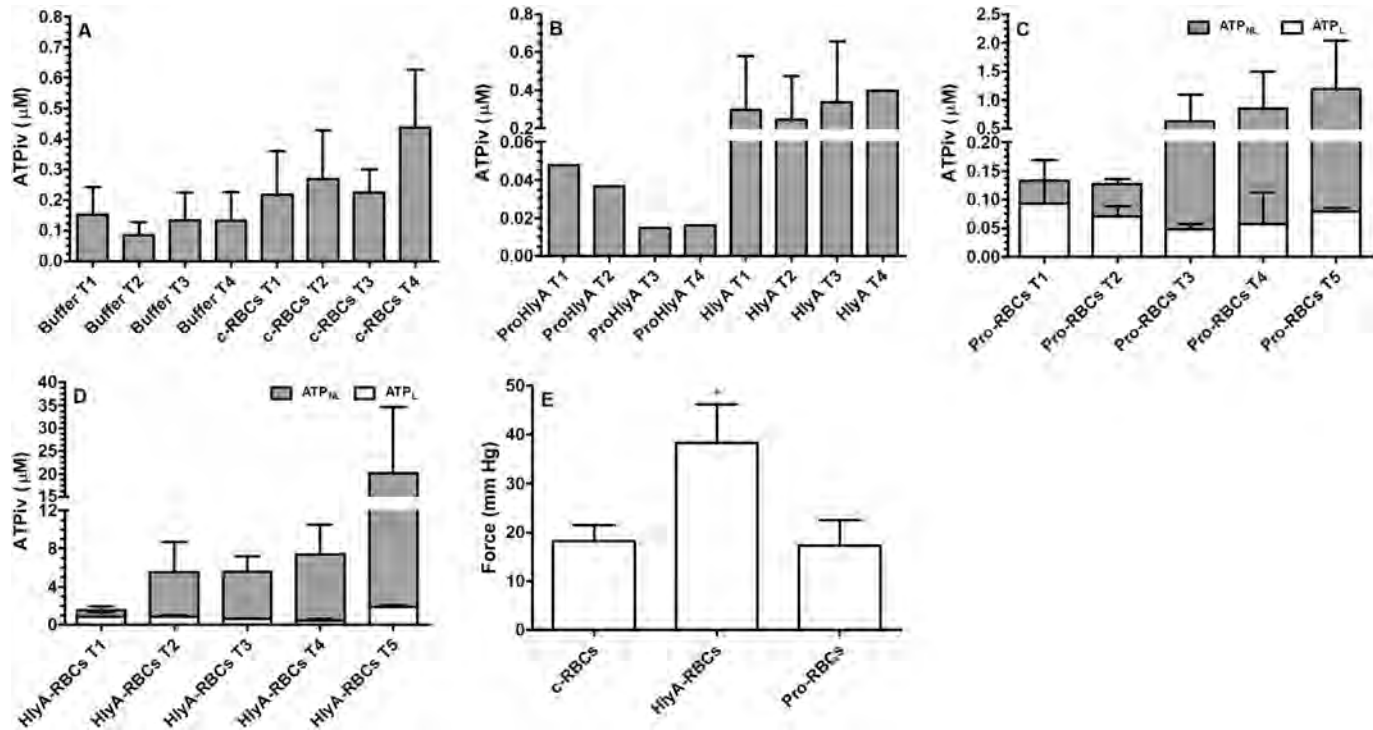 A
ATPiv (μM)
0.8
0.7
0.6
0.5
0.4
0.3
0.2
0.1
0.0
Buffer T1
Buffer T2
Buffer T3
Buffer T4
c-RBCs T1
c-RBCs T2
c-RBCs T3
c-RBCs T4
B
ATPiv (μM)
0.8
0.6
0.4
0.2
0.06
0.04
0.02
0.00
ProHlyA T1
ProHlyA T2
ProHlyA T3
ProHlyA T4
HlyA T1
HlyA T2
HlyA T3
HlyA T4
C
ATP NL ATP L
ATPiv (μM)
2.5
2.0
1.5
1.0
0.5
0.20
0.15
0.10
0.05
0.00
Pro-RBCs T1
Pro-RBCs T2
Pro-RBCs T3
Pro-RBCs T4
Pro-RBCs T5
D
ATP NL ATP L
ATPiv (μM)
40
35
30
25
20
15
12
8
4
0
HlyA-RBCs T1
HlyA-RBCs T2
HlyA-RBCs T3
HlyA-RBCs T4
HlyA-RBCs T5
E
Force (mm Hg)
50
40
30
20
10
0
c-RBCs
HlyA-RBCs
Pro-RBCs